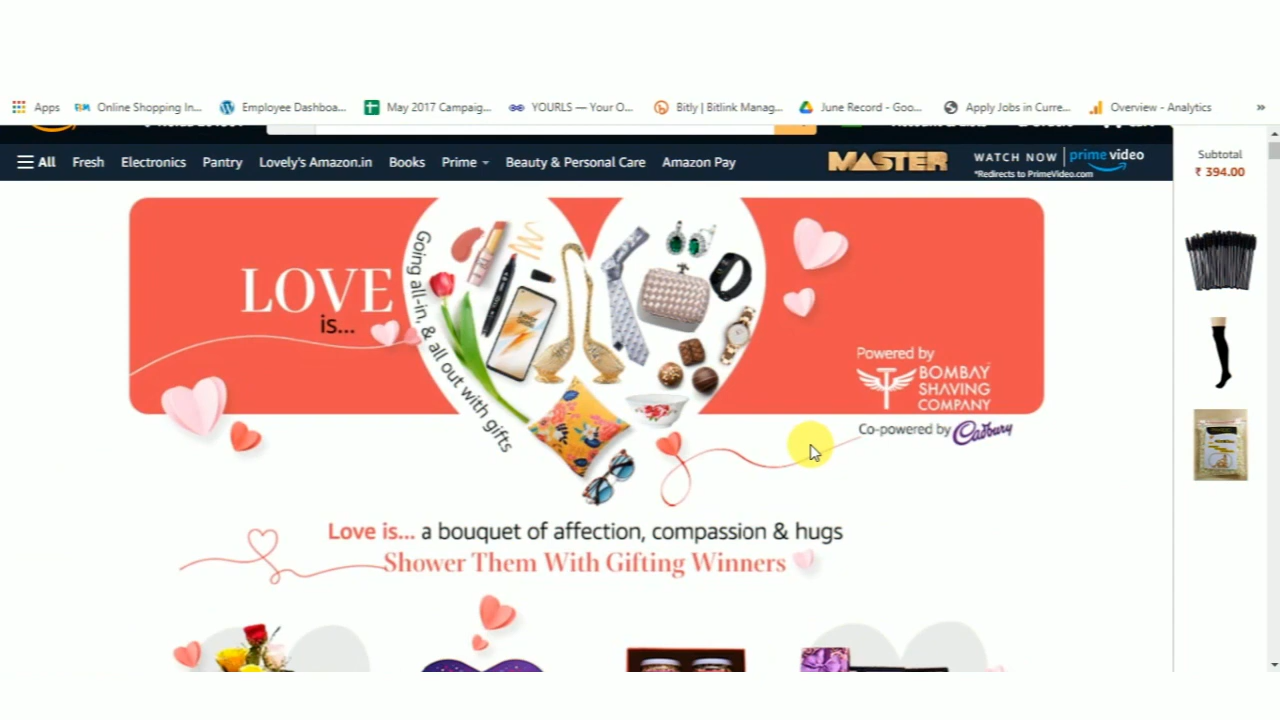 Apps Online Shopping In... Employee Dashboa... May 2017 Campaig... YOURLS — Your O... Bitly | Bitlink Manag... June Record - Goo... Apply Jobs in Curre... Overview - Analytics »
All Fresh Electronics Pantry Lovely's Amazon.in Books Prime Beauty & Personal Care Amazon Pay
MASTER
WATCH NOW | prime video
*Redirects to PrimeVideo.com
Subtotal
₹ 394.00
LOVE
is...
Going all-in, & all out with gifts
Powered by
BOMBAY
SHAVING
COMPANY
Co-powered by Cadbury
Love is... a bouquet of affection, compassion & hugs
Shower Them With Gifting Winners